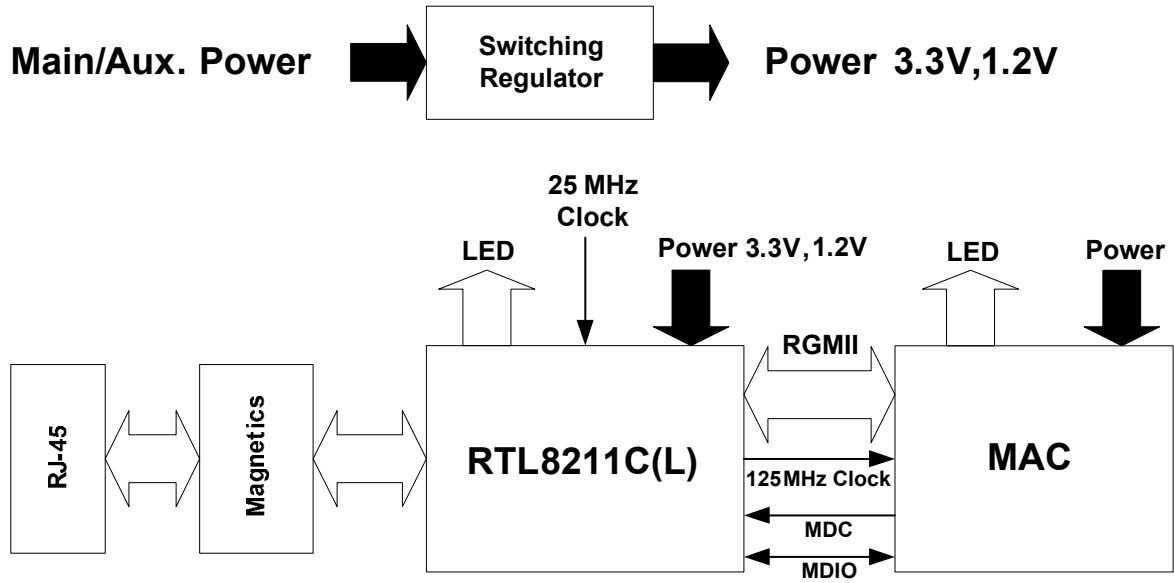 Main/Aux. Power
Switching
Regulator
Power 3.3V,1.2V
25 MHz
Clock
LED
Power 3.3V,1.2V
LED
Power
RGMII
RJ-45
Magnetics
RTL8211C(L)
MAC
125MHz Clock
MDC
MDIO